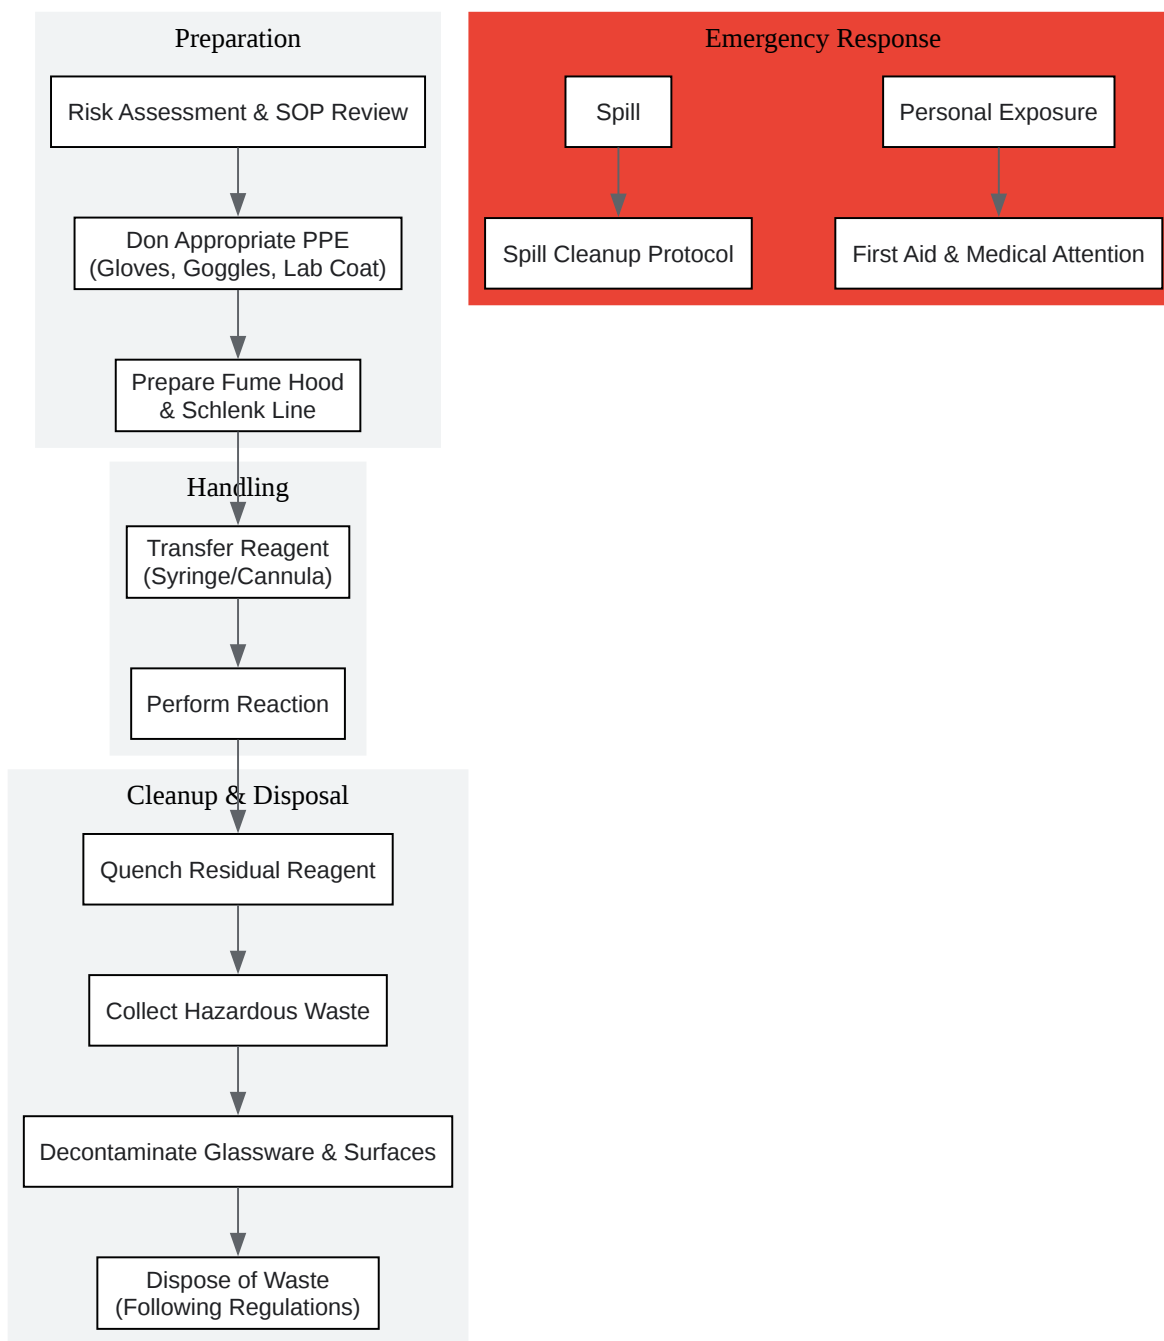 Preparation
Risk Assessment & SOP Review
Don Appropriate PPE
(Gloves, Goggles, Lab Coat)
Prepare Fume Hood
& Schlenk Line
Handling
Transfer Reagent
(Syringe/Cannula)
Perform Reaction
Cleanup & Disposal
Quench Residual Reagent
Collect Hazardous Waste
Decontaminate Glassware & Surfaces
Dispose of Waste
(Following Regulations)
Emergency Response
Spill
Spill Cleanup Protocol
Personal Exposure
First Aid & Medical Attention